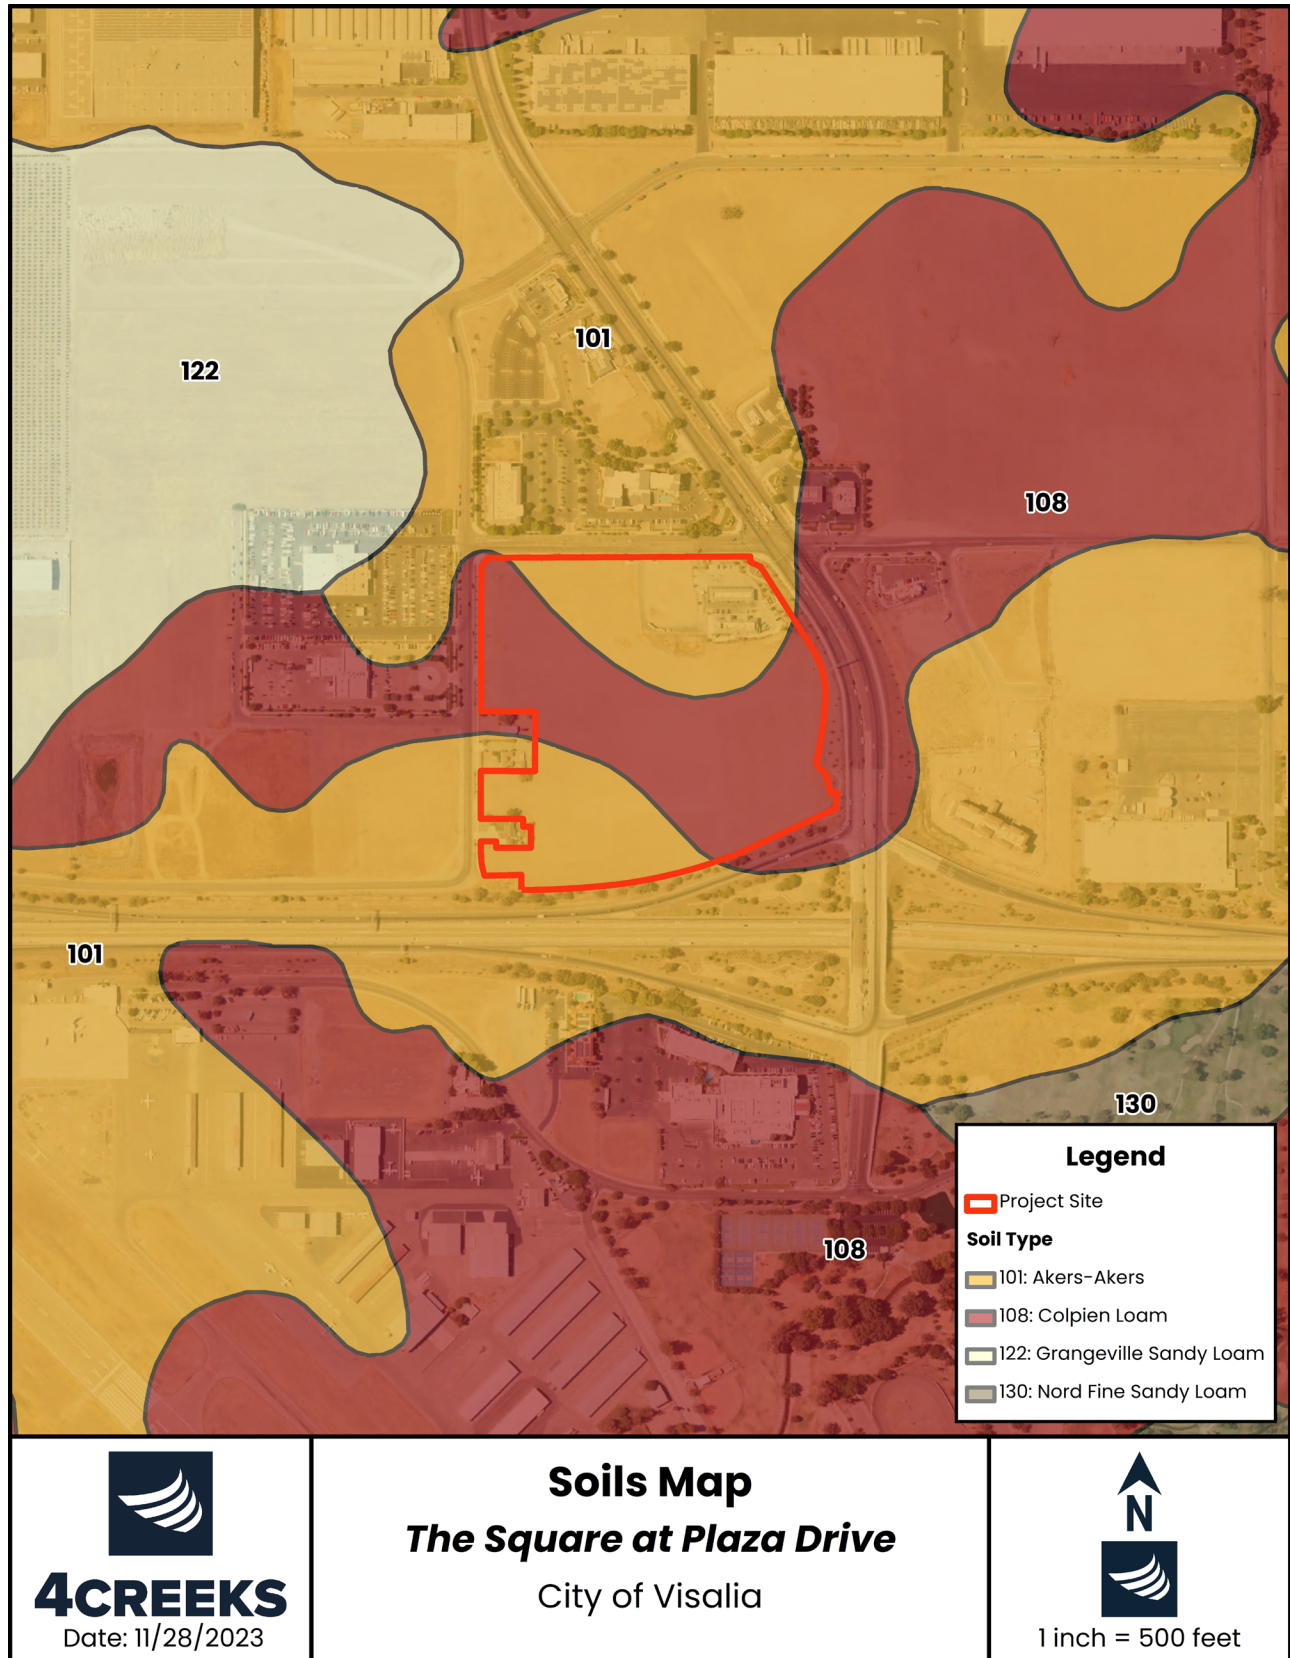 101
122
108
101
130
108
Legend
Project Site
Soil Type
101: Akers-Akers
108: Colpien Loam
122: Grangeville Sandy Loam
130: Nord Fine Sandy Loam
4CREEKS
Date: 11/28/2023
Soils Map
The Square at Plaza Drive
City of Visalia
N
1 inch = 500 feet